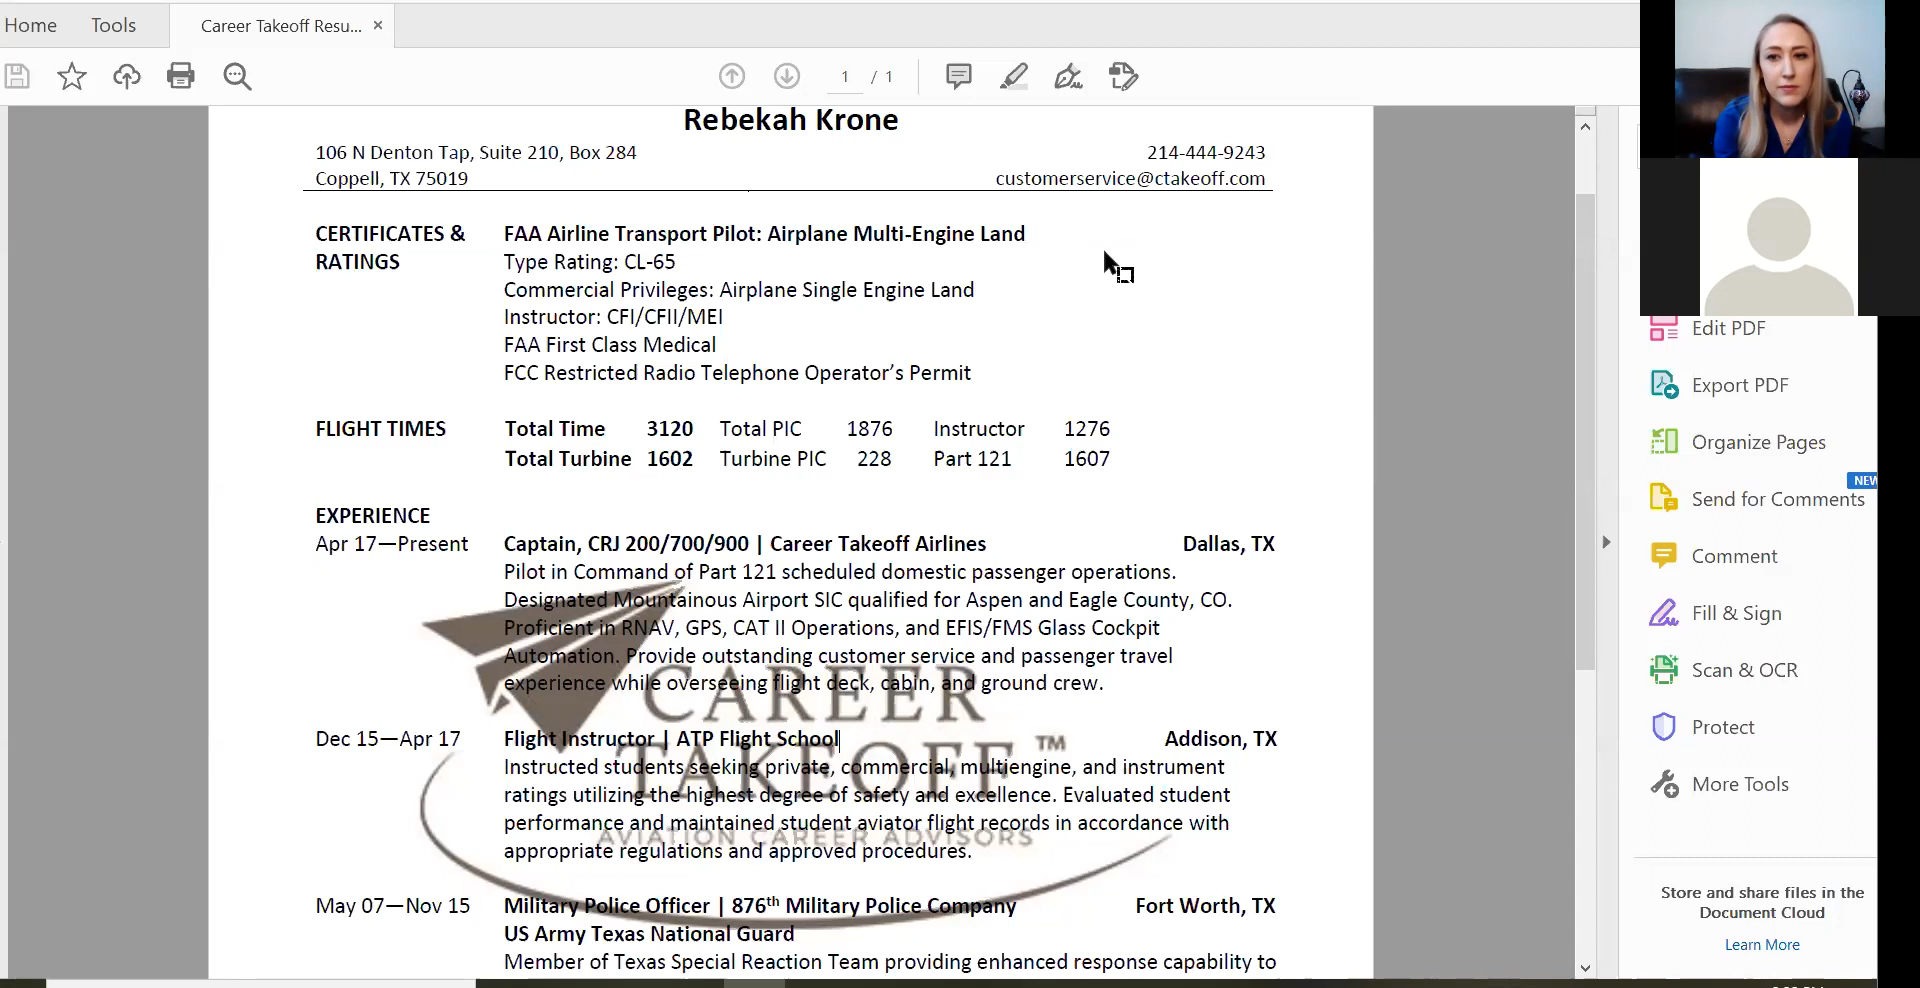 Home Tools Career Takeoff Resu... ×
1 / 1
Rebekah Krone
106 N Denton Tap, Suite 210, Box 284 214-444-9243
Coppell, TX 75019 customerservice@ctakeoff.com
CERTIFICATES & FAA Airline Transport Pilot: Airplane Multi-Engine Land
RATINGS Type Rating: CL-65
Commercial Privileges: Airplane Single Engine Land
Instructor: CFI/CFII/MEI
FAA First Class Medical
FCC Restricted Radio Telephone Operator’s Permit
FLIGHT TIMES Total Time 3120 Total PIC 1876 Instructor 1276
Total Turbine 1602 Turbine PIC 228 Part 121 1607
EXPERIENCE
Apr 17—Present Captain, CRJ 200/700/900 | Career Takeoff Airlines Dallas, TX
Pilot in Command of Part 121 scheduled domestic passenger operations.
Designated Mountainous Airport SIC qualified for Aspen and Eagle County, CO.
Proficient in RNAV, GPS, CAT II Operations, and EFIS/FMS Glass Cockpit
Automation. Provide outstanding customer service and passenger travel
experience while overseeing flight deck, cabin, and ground crew.
Dec 15—Apr 17 Flight Instructor | ATP Flight School Addison, TX
Instructed students seeking private, commercial, multiengine, and instrument
ratings utilizing the highest degree of safety and excellence. Evaluated student
performance and maintained student aviator flight records in accordance with
appropriate regulations and approved procedures.
May 07—Nov 15 Military Police Officer | 876th Military Police Company Fort Worth, TX
US Army Texas National Guard
Member of Texas Special Reaction Team providing enhanced response capability to
CAREER
TAKEOFF ™
AVIATION CAREER ADVISORS
Edit PDF
Export PDF
Organize Pages
NEW
Send for Comments
Comment
Fill & Sign
Scan & OCR
Protect
More Tools
Store and share files in the
Document Cloud
Learn More